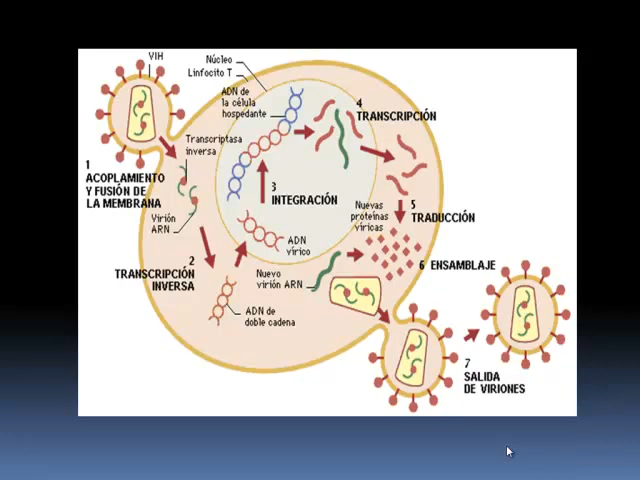 VIH
Núcleo
Linfocito T
ADN de
la célula
hospedante
4
TRANSCRIPCIÓN
Transcriptasa
inversa
1
ACOPLAMIENTO
Y FUSIÓN DE
LA MEMBRANA
3
INTEGRACIÓN
Nuevas
proteínas
víricas
5
TRADUCCIÓN
Virión
ARN
ADN
vírico
2
TRANSCRIPCIÓN
INVERSA
Nuevo
virión ARN
6 ENSAMBLAJE
ADN de
doble cadena
7
SALIDA
DE VIRIONES